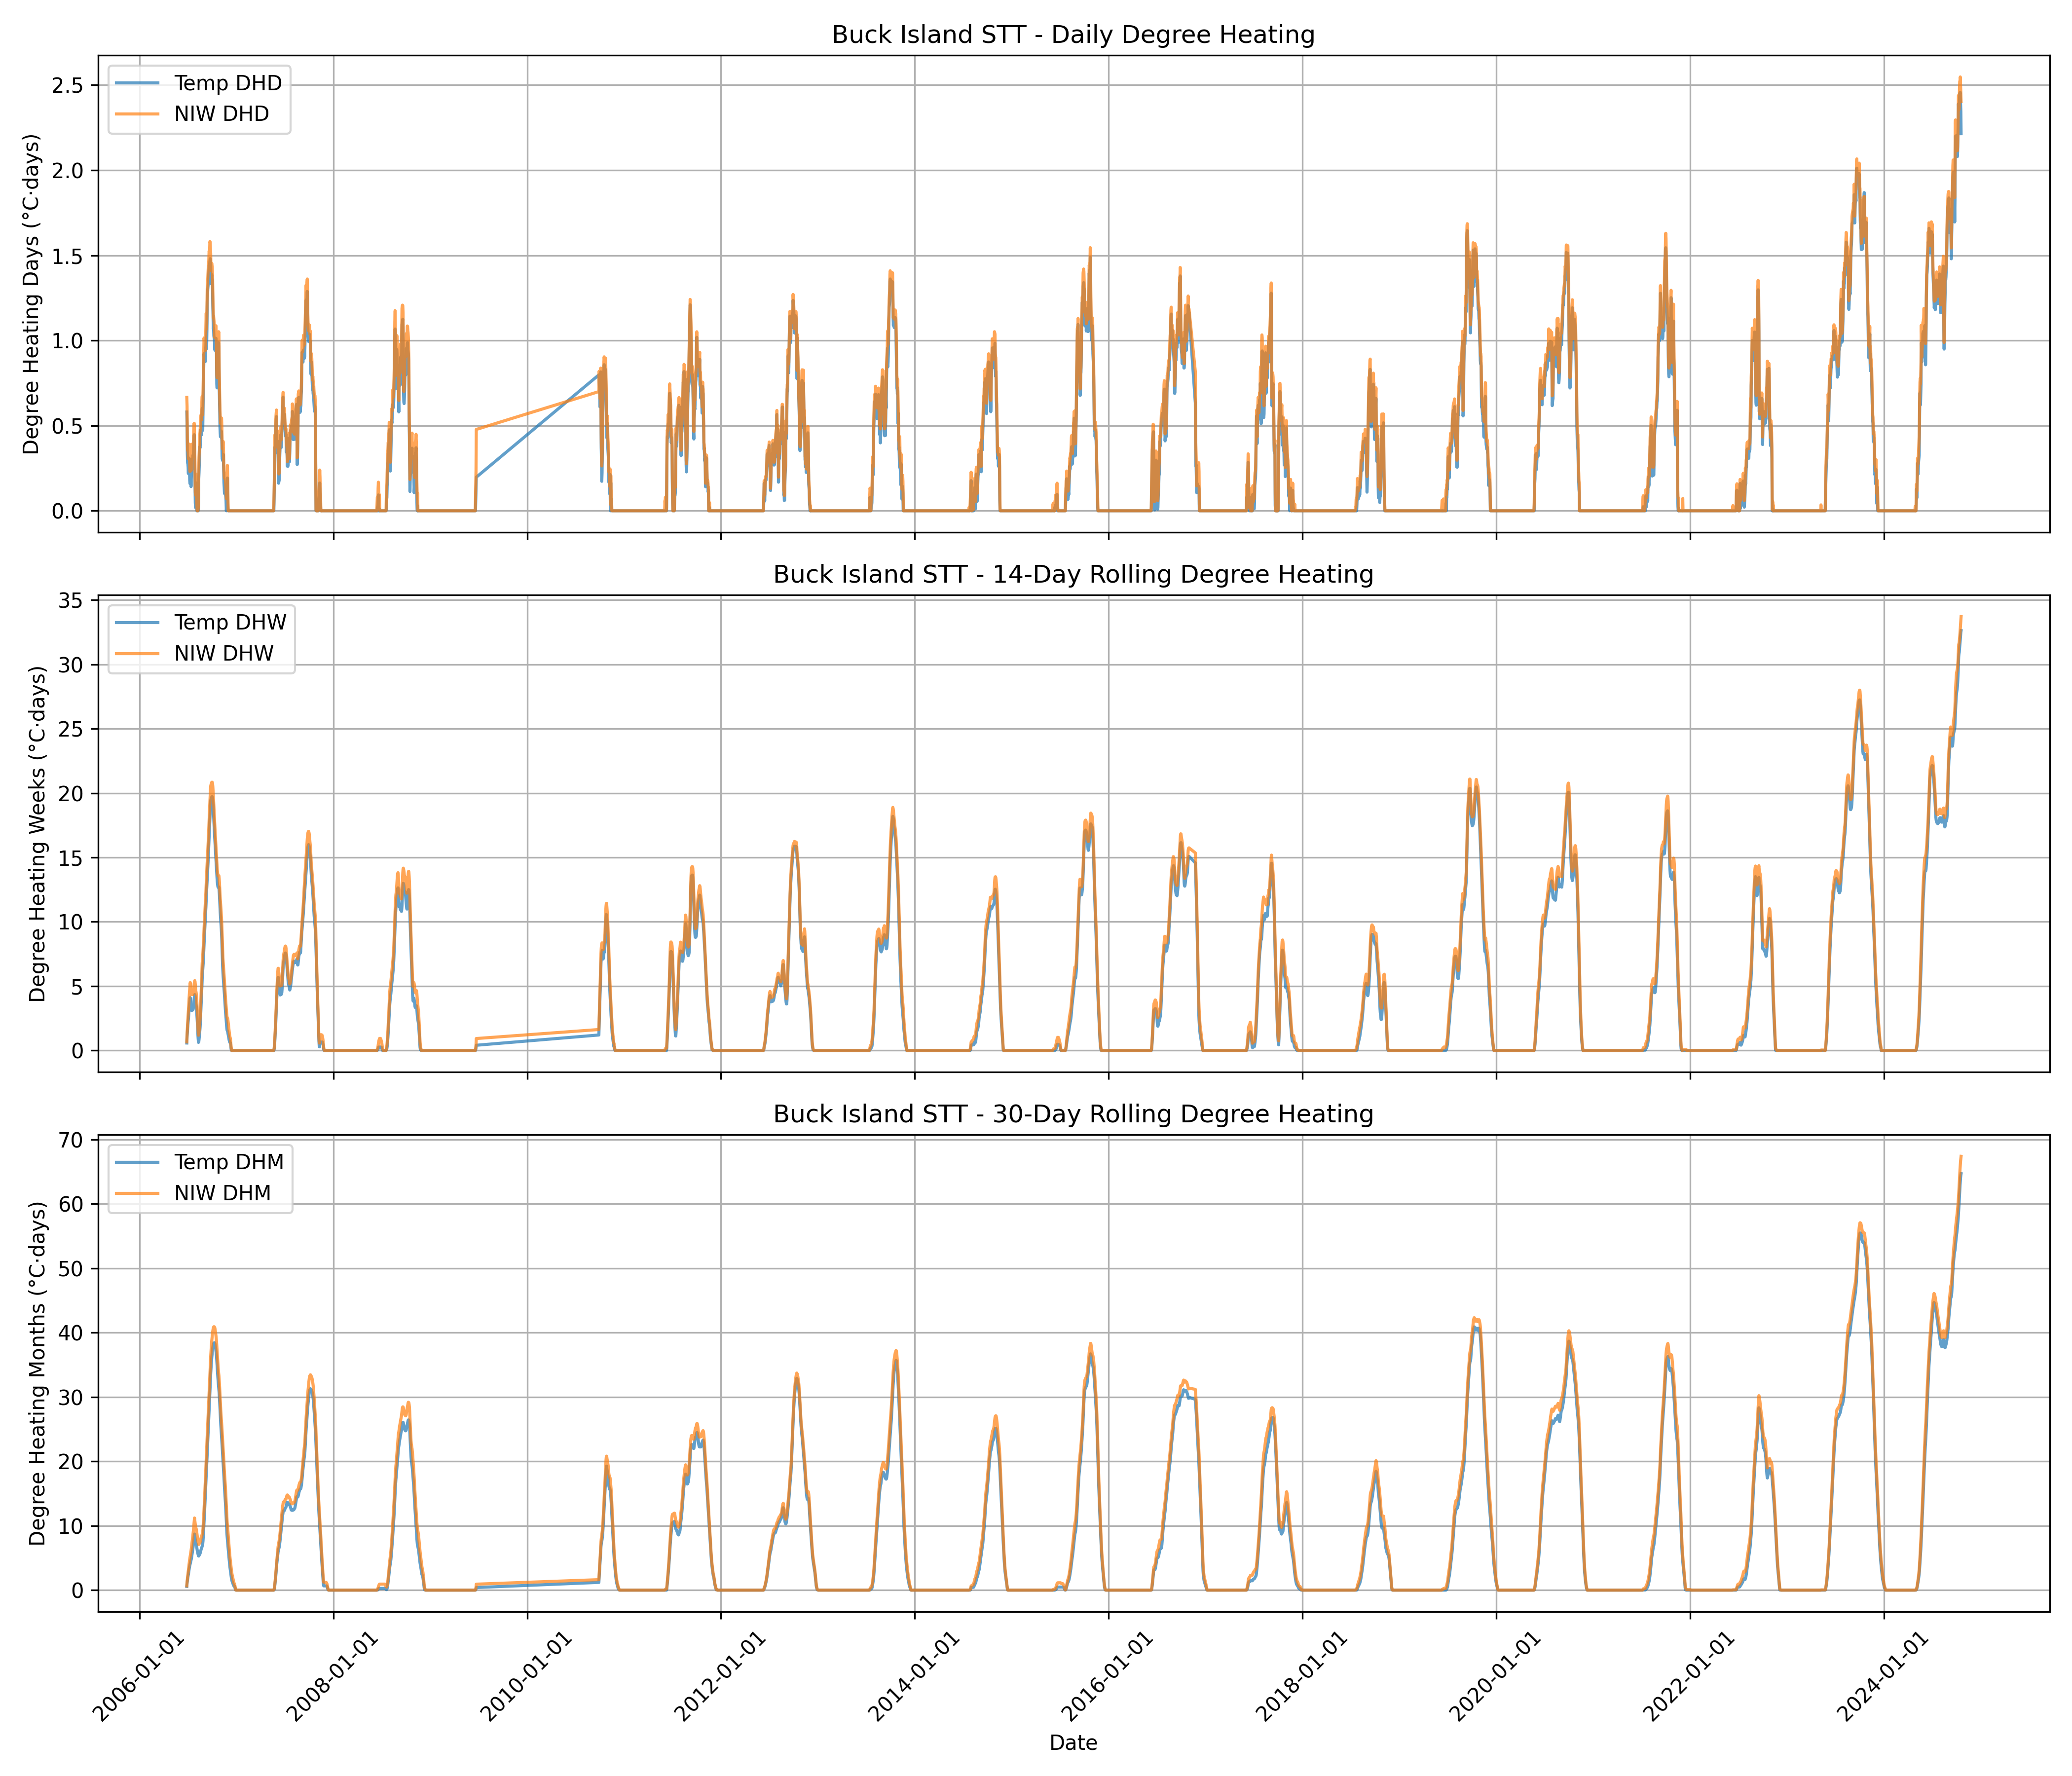 Buck Island STT - Daily Degree Heating
Temp DHD
NIW DHD
Degree Heating Days (°C·days)
2.5
2.0
1.5
1.0
0.5
0.0
Buck Island STT - 14-Day Rolling Degree Heating
Temp DHW
NIW DHW
Degree Heating Weeks (°C·days)
35
30
25
20
15
10
5
0
Buck Island STT - 30-Day Rolling Degree Heating
Temp DHM
NIW DHM
Degree Heating Months (°C·days)
70
60
50
40
30
20
10
0
2006-01-01
2008-01-01
2010-01-01
2012-01-01
2014-01-01
2016-01-01
2018-01-01
2020-01-01
2022-01-01
2024-01-01
Date